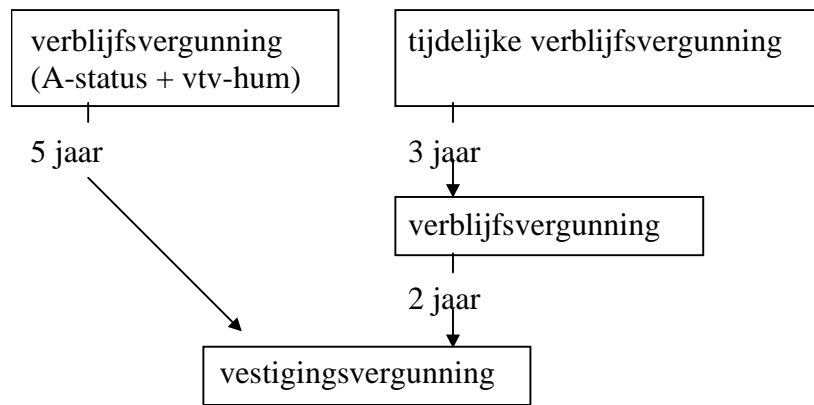 verblijfsvergunning
(A-status + vtv-hum)
tijdelijke verblijfsvergunning
5 jaar
3 jaar
verblijfsvergunning
2 jaar
vestigingsvergunning